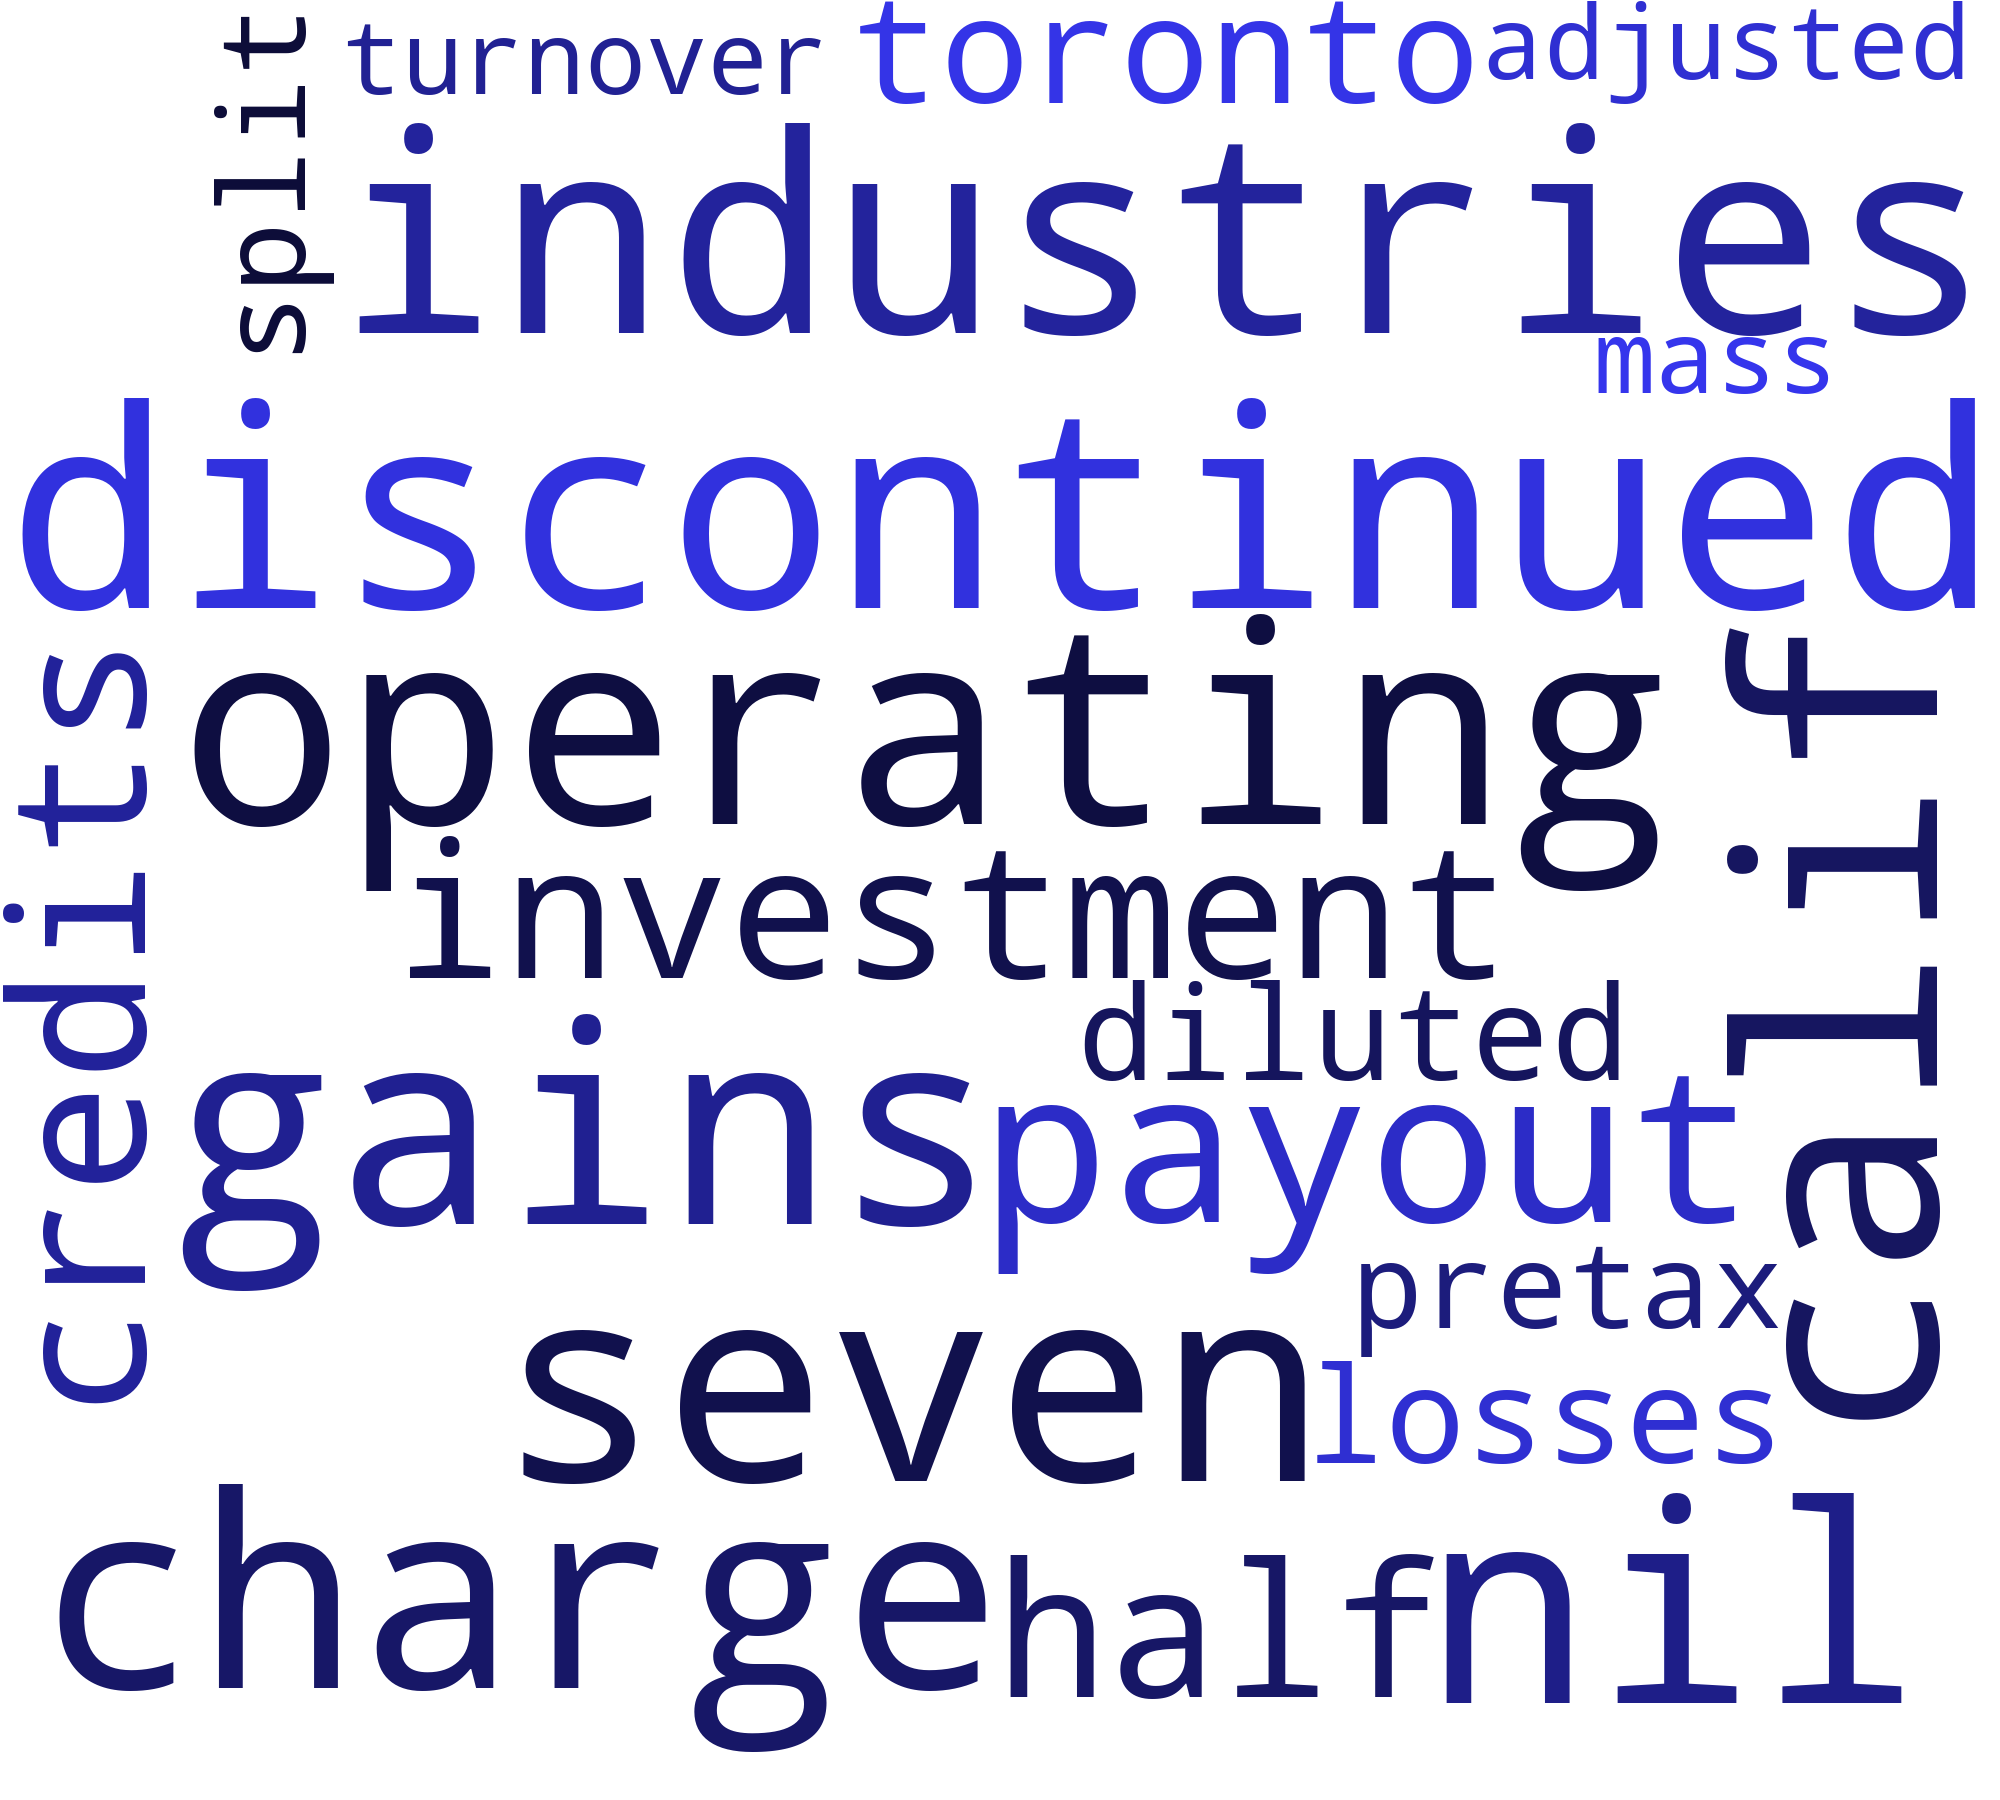 split
turnover
toronto
adjusted
industries
mass
discontinued
operating
calif
credits
investment
diluted
gains
payout
pretax
seven
losses
charge
half
nil